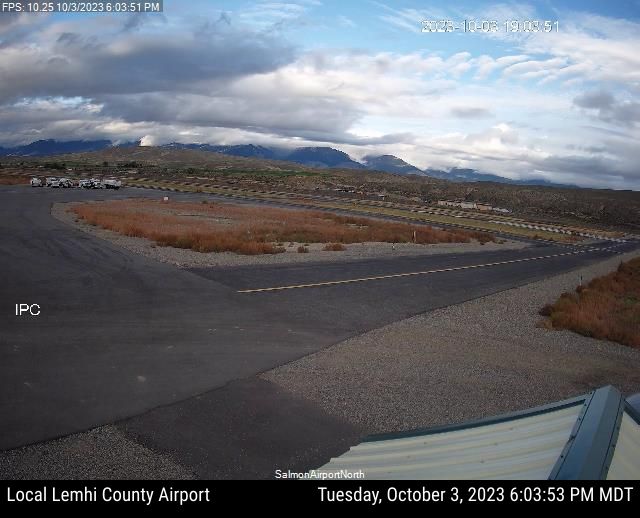 FPS: 10.25 10/3/2023 6:03:51 PM
2023-10-03 19:03:51
IPC
SalmonAirportNorth
Local Lemhi County Airport
Tuesday, October 3, 2023 6:03:53 PM MDT